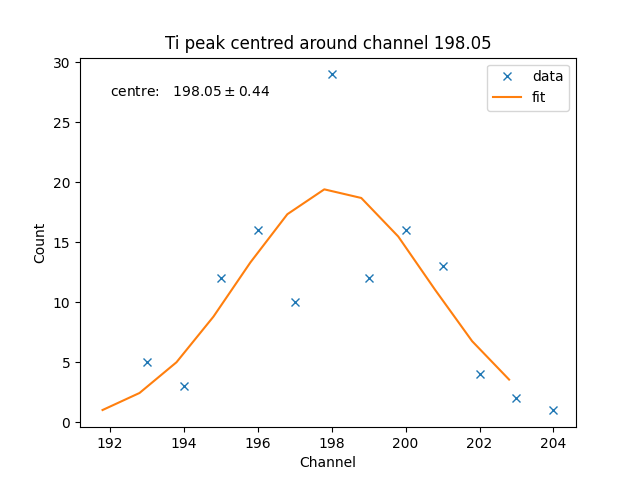 Ti peak centred around channel 198.05
centre: 198.05 ± 0.44
data
fit
Count
30
25
20
15
10
5
0
192 194 196 198 200 202 204
Channel